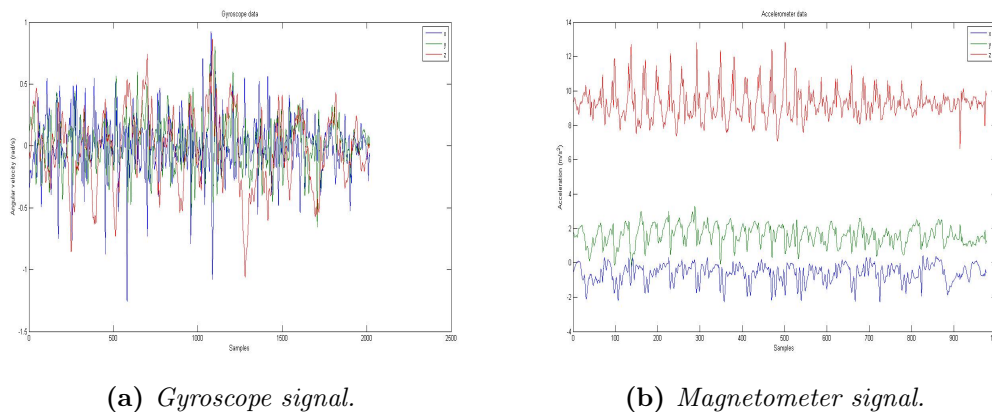 Gyroscope data
x
y
z
1
0.5
0
-0.5
-1
-1.5
Angular velocity (rad/s)
0
500
1000
1500
2000
2500
Samples
(a) Gyroscope signal.
Accelerometer data
x
y
z
14
12
10
8
6
4
2
0
-2
-4
Acceleration (m/s²)
0
100
200
300
400
500
600
700
800
900
Samples
(b) Magnetometer signal.